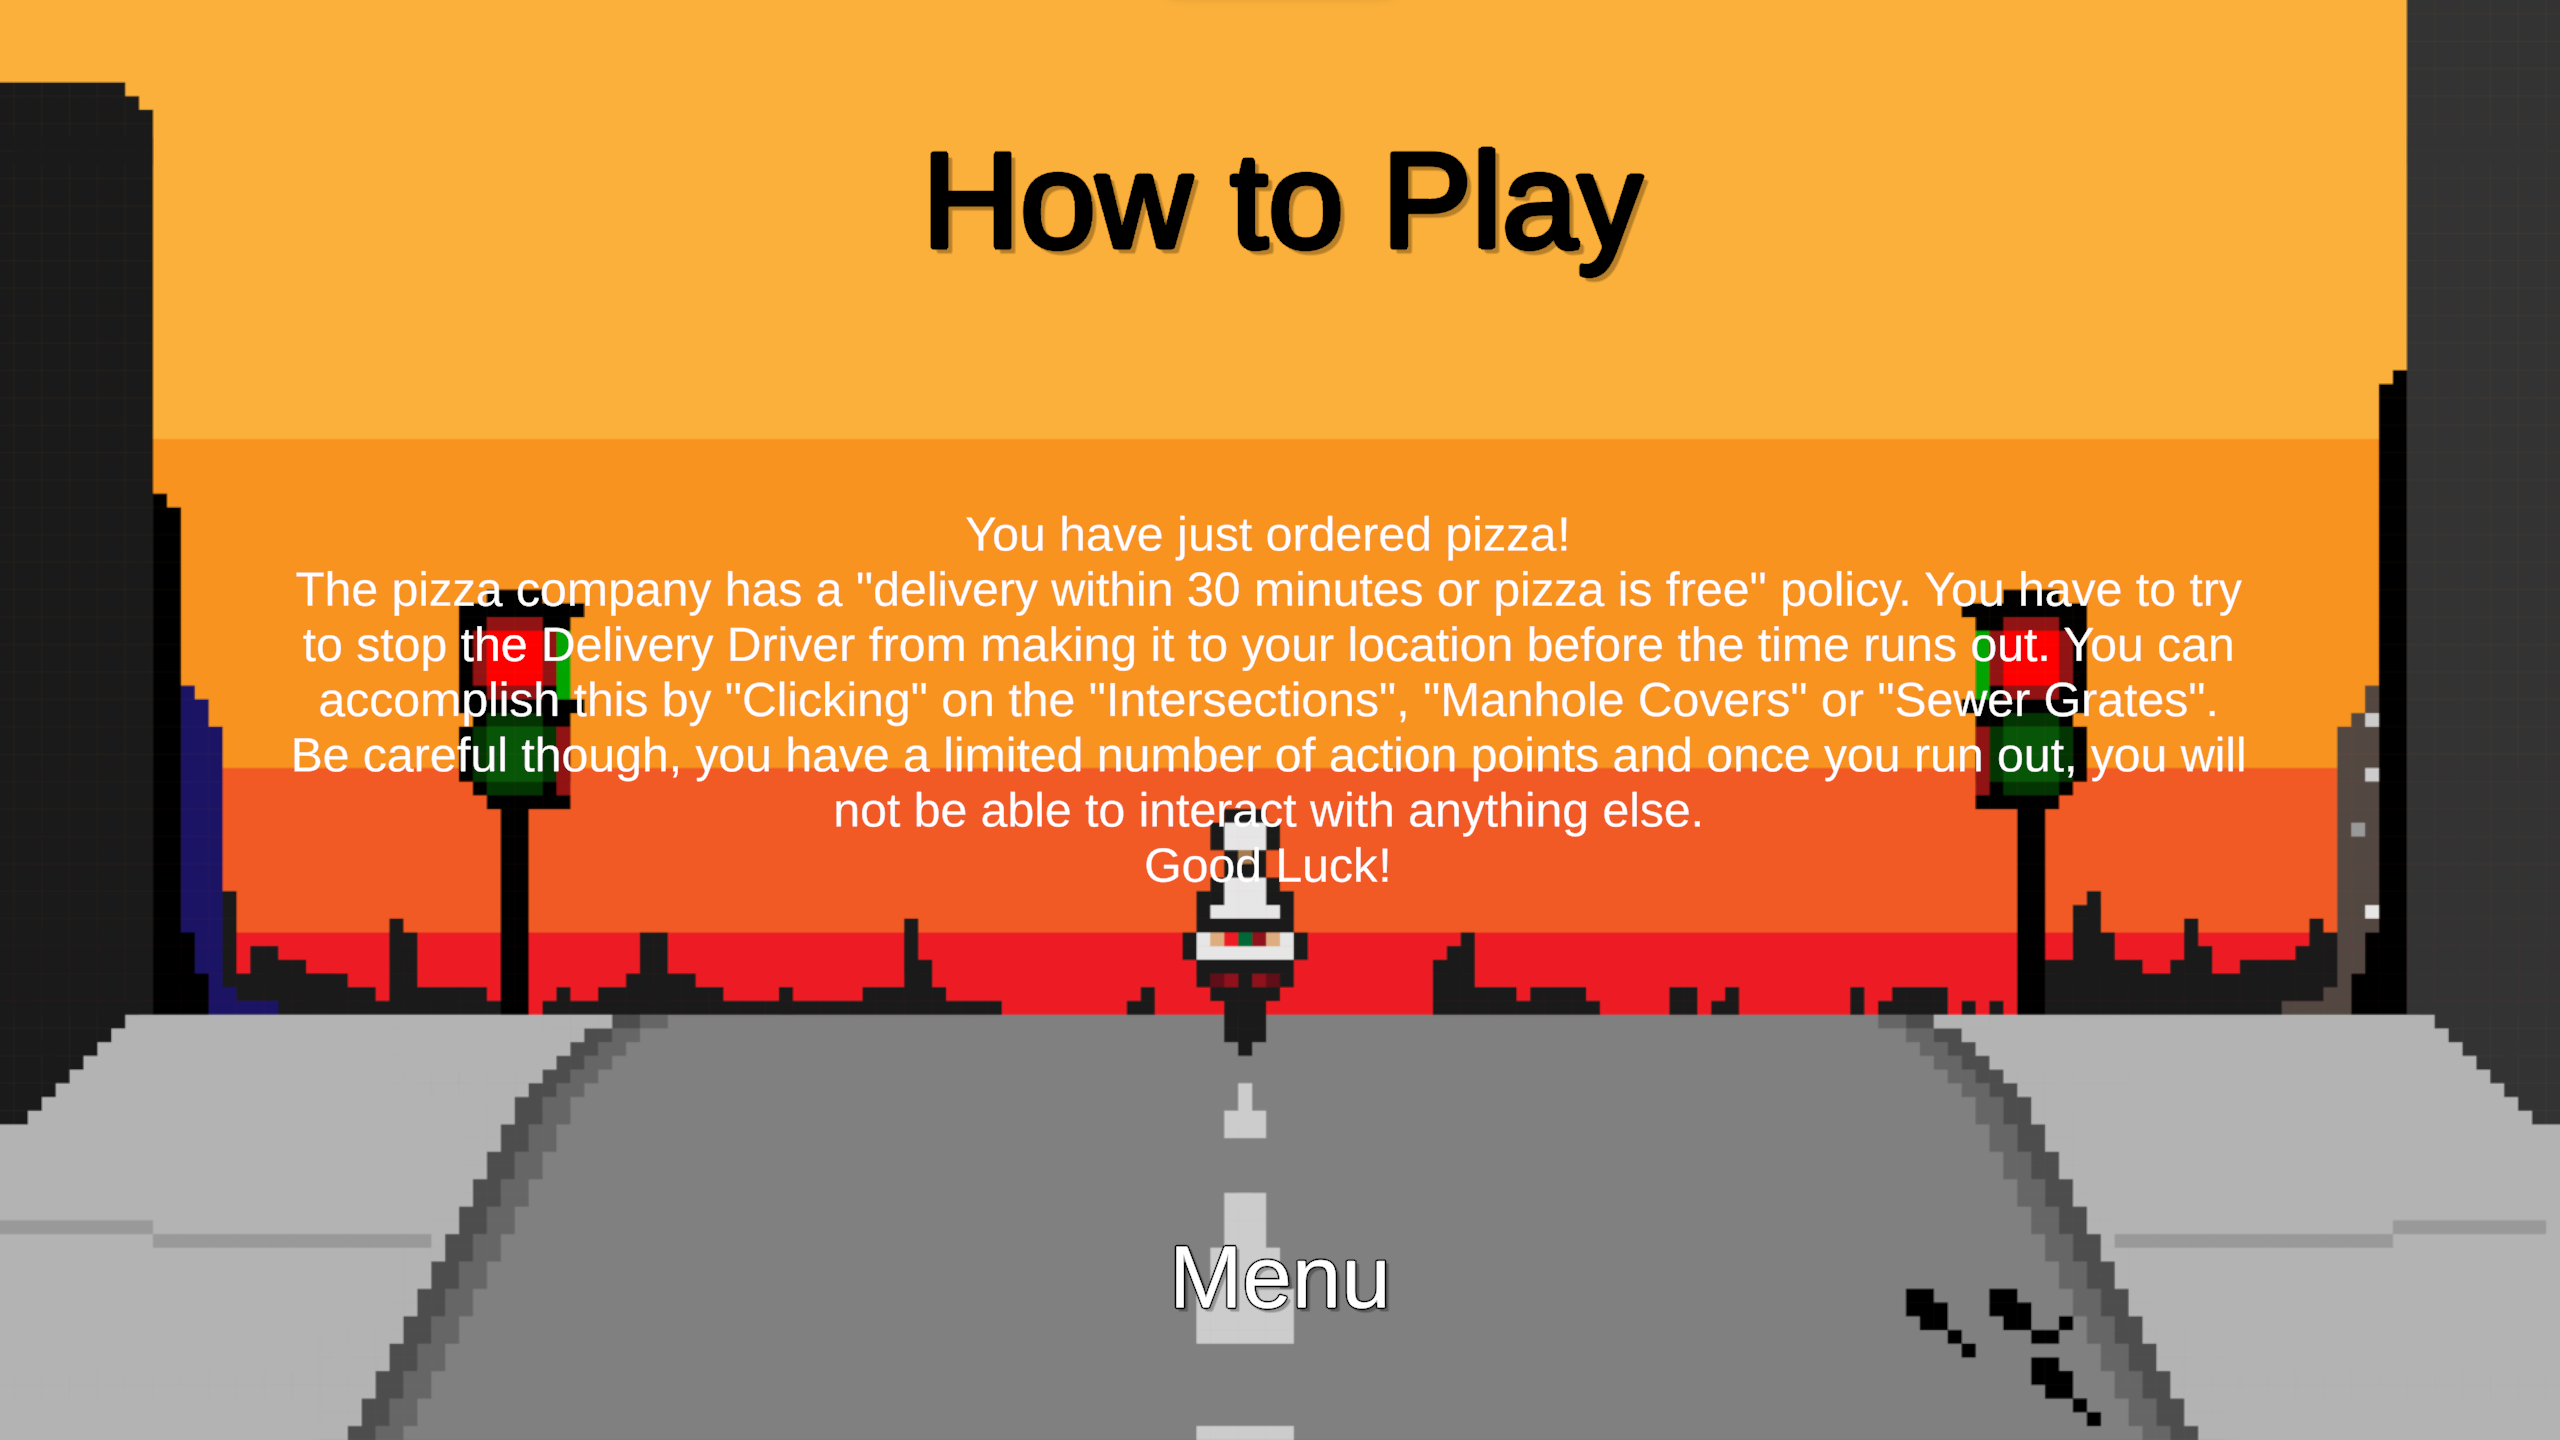 How to Play
You have just ordered pizza!
The pizza company has a "delivery within 30 minutes or pizza is free" policy. You have to try
to stop the Delivery Driver from making it to your location before the time runs out. You can
accomplish this by "Clicking" on the "Intersections", "Manhole Covers" or "Sewer Grates".
Be careful though, you have a limited number of action points and once you run out, you will
not be able to interact with anything else.
Good Luck!
Menu